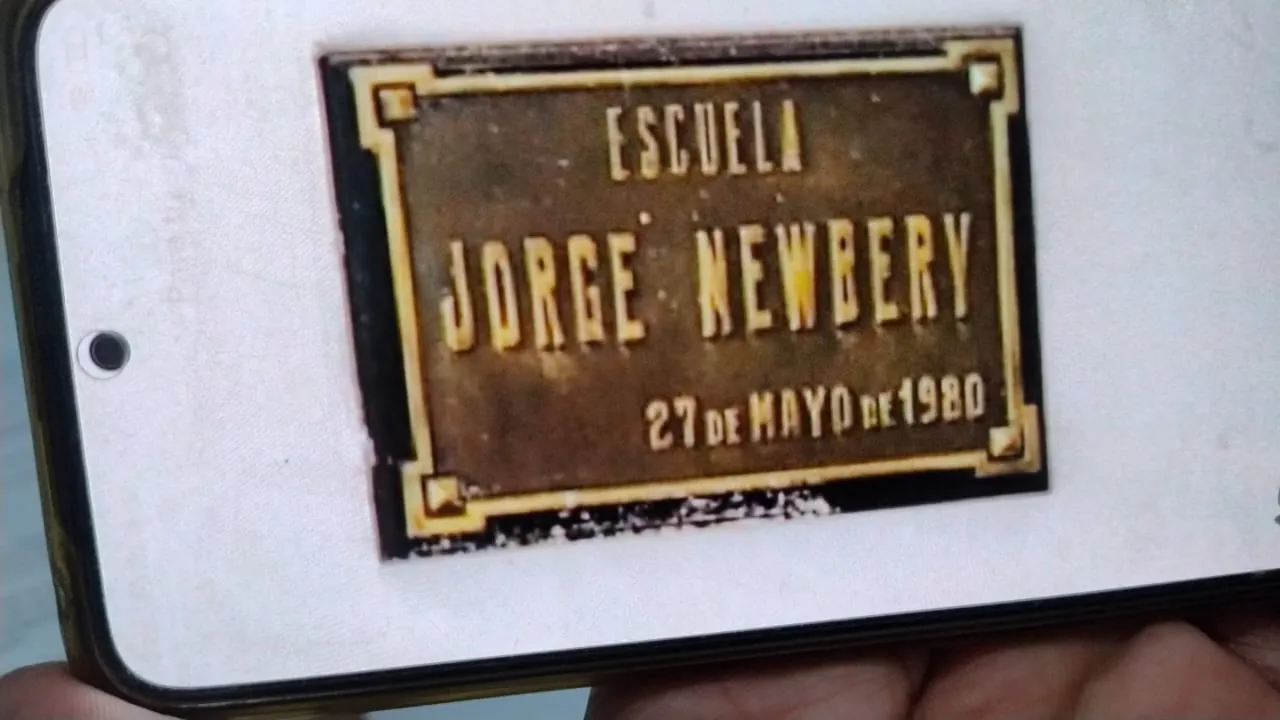 ESCUELA
JORGE NEWBERY
27 DE MAYO DE 1980